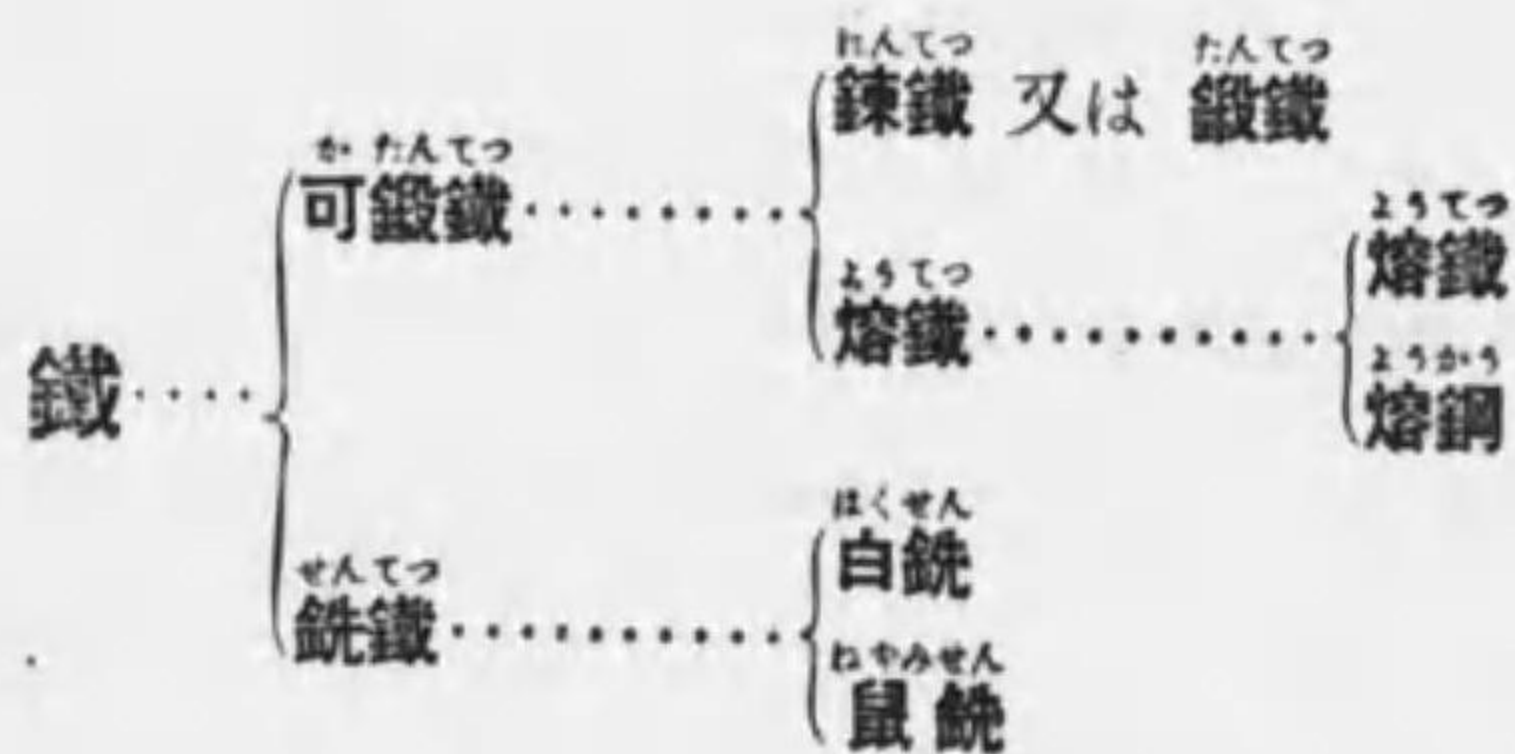 鐵････
かたんてつ
可鍛鐵････････
れんてつ　たんてつ
鍊鐵 又は 鍛鐵
ようてつ
熔鐵･･････････
ようてつ
熔鐵
ようかう
熔鋼
せんてつ
銑鐵･･････････
はくせん
白銑
ねやみせん
鼠銑